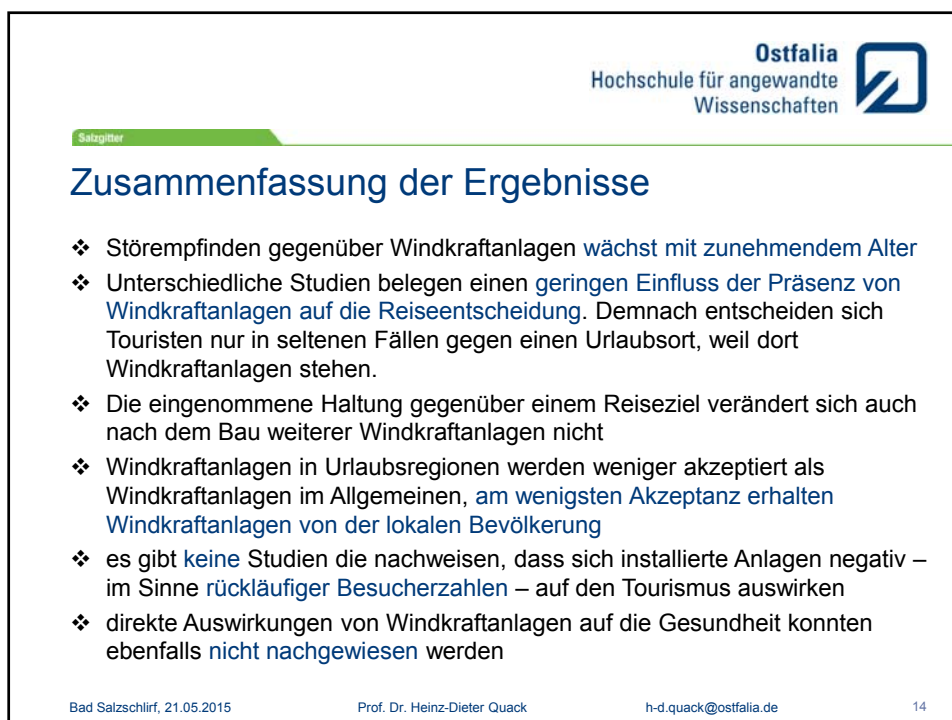 Ostfalia
Hochschule für angewandte
Wissenschaften
Salzgitter
Zusammenfassung der Ergebnisse
❖ Störempfinden gegenüber Windkraftanlagen wächst mit zunehmendem Alter
❖ Unterschiedliche Studien belegen einen geringen Einfluss der Präsenz von
Windkraftanlagen auf die Reiseentscheidung. Demnach entscheiden sich
Touristen nur in seltenen Fällen gegen einen Urlaubsort, weil dort
Windkraftanlagen stehen.
❖ Die eingenommene Haltung gegenüber einem Reiseziel verändert sich auch
nach dem Bau weiterer Windkraftanlagen nicht
❖ Windkraftanlagen in Urlaubsregionen werden weniger akzeptiert als
Windkraftanlagen im Allgemeinen, am wenigsten Akzeptanz erhalten
Windkraftanlagen von der lokalen Bevölkerung
❖ es gibt keine Studien die nachweisen, dass sich installierte Anlagen negativ –
im Sinne rückläufiger Besucherzahlen – auf den Tourismus auswirken
❖ direkte Auswirkungen von Windkraftanlagen auf die Gesundheit konnten
ebenfalls nicht nachgewiesen werden
Bad Salzschlirf, 21.05.2015 Prof. Dr. Heinz-Dieter Quack h-d.quack@ostfalia.de 14